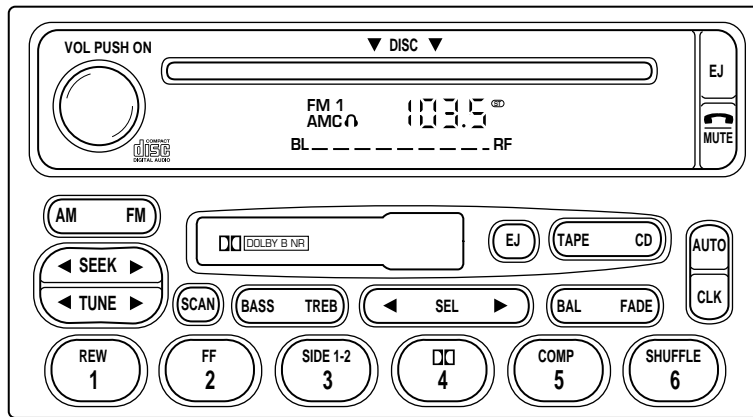 VOL PUSH ON
▼ DISC ▼
EJ
FM 1
103.5 ST
AMC
MUTE
BL RF
COMPACT
disc
DIGITAL AUDIO
AM FM
DOLBY B NR
EJ
TAPE CD
AUTO
◄ SEEK ►
◄ TUNE ►
SCAN
BASS TREB
◄ SEL ►
BAL FADE
CLK
REW
1
FF
2
SIDE 1-2
3
4
COMP
5
SHUFFLE
6